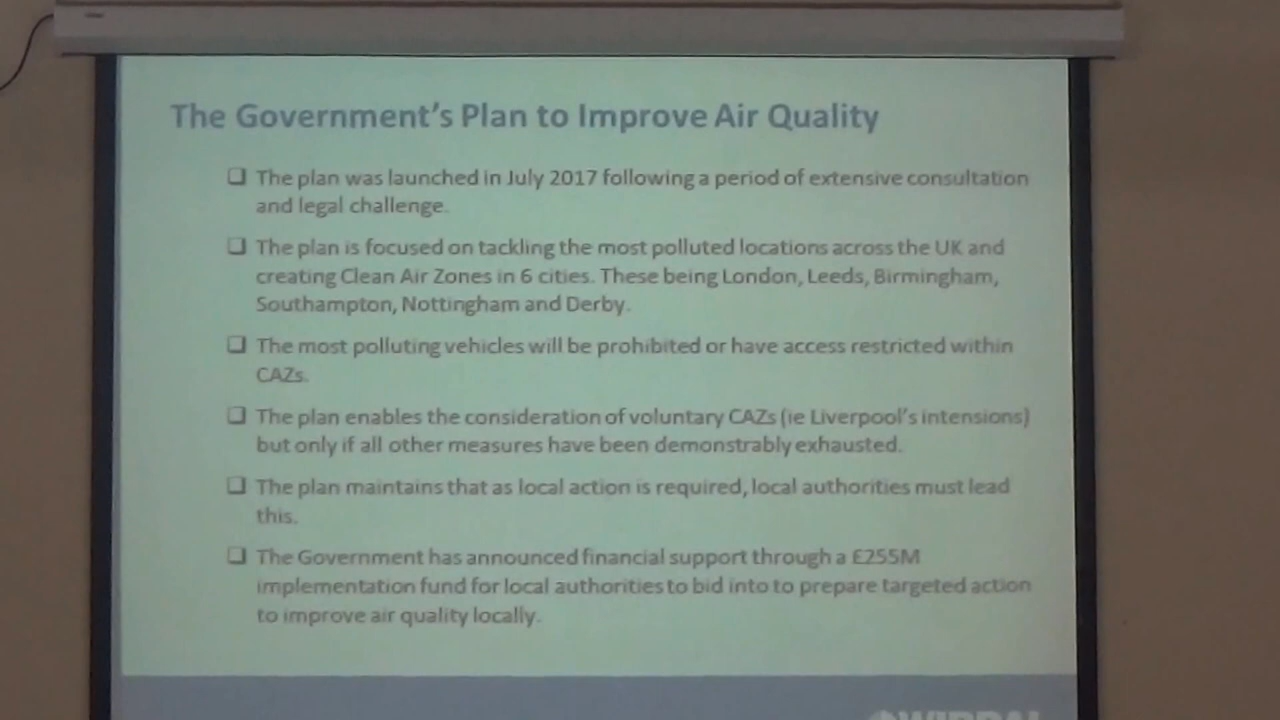 The Government's Plan to Improve Air Quality
❑ The plan was launched in July 2017 following a period of extensive consultation
and legal challenge.
❑ The plan is focused on tackling the most polluted locations across the UK and
creating Clean Air Zones in 6 cities. These being London, Leeds, Birmingham,
Southampton, Nottingham and Derby.
❑ The most polluting vehicles will be prohibited or have access restricted within
CAZs.
❑ The plan enables the consideration of voluntary CAZs (ie Liverpool's intensions)
but only if all other measures have been demonstrably exhausted.
❑ The plan maintains that as local action is required, local authorities must lead
this.
❑ The Government has announced financial support through a £255M
implementation fund for local authorities to bid into to prepare targeted action
to improve air quality locally.
WIRRAL